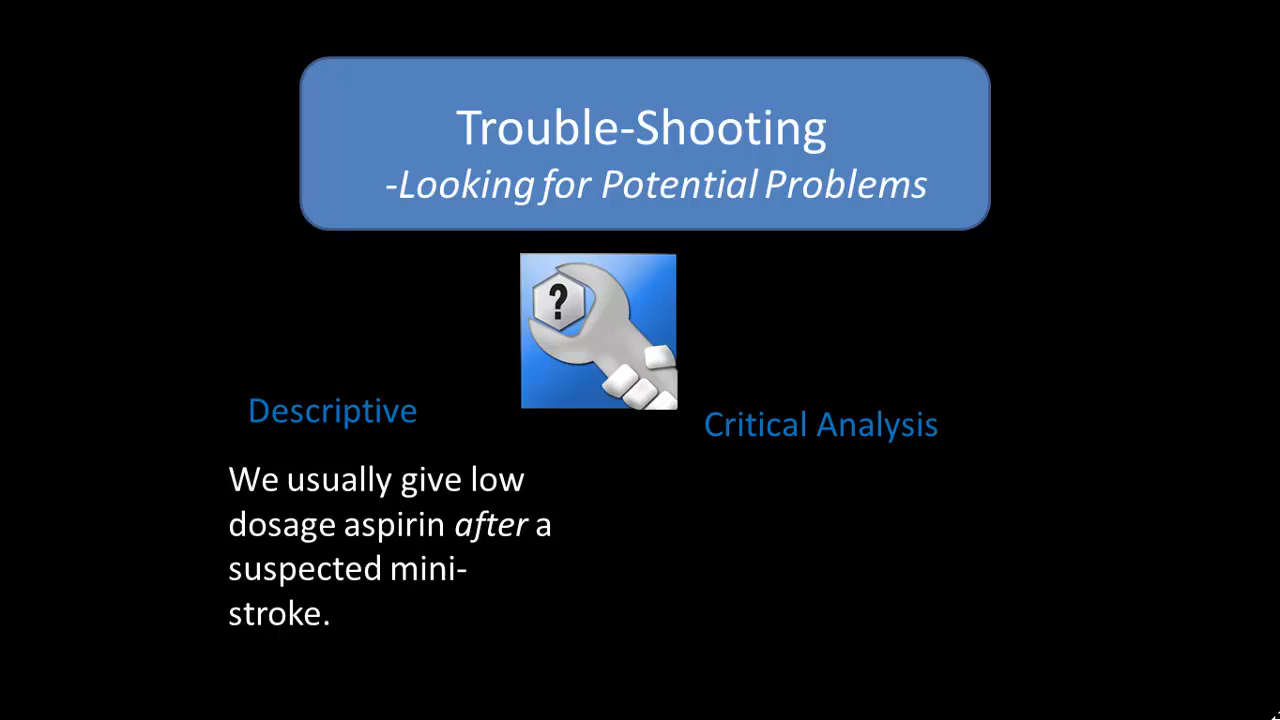 Trouble-Shooting
-Looking for Potential Problems
?
Descriptive
Critical Analysis
We usually give low
dosage aspirin after a
suspected mini-
stroke.